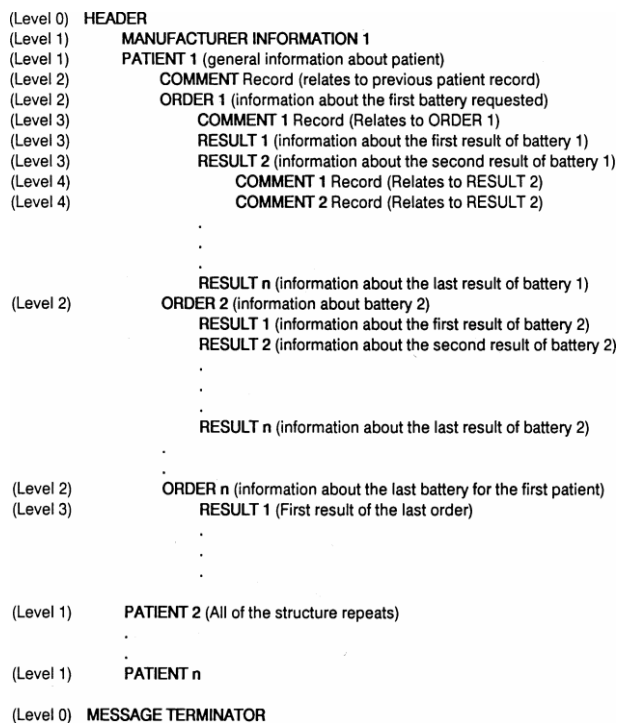 (Level 0) HEADER
(Level 1) MANUFACTURER INFORMATION 1
(Level 1) PATIENT 1 (general information about patient)
(Level 2) COMMENT Record (relates to previous patient record)
(Level 2) ORDER 1 (information about the first battery requested)
(Level 3) COMMENT 1 Record (Relates to ORDER 1)
(Level 3) RESULT 1 (information about the first result of battery 1)
(Level 3) RESULT 2 (information about the second result of battery 1)
(Level 4) COMMENT 1 Record (Relates to RESULT 2)
(Level 4) COMMENT 2 Record (Relates to RESULT 2)
.
.
.
RESULT n (information about the last result of battery 1)
(Level 2) ORDER 2 (information about battery 2)
RESULT 1 (information about the first result of battery 2)
RESULT 2 (information about the second result of battery 2)
.
.
.
RESULT n (information about the last result of battery 2)
.
.
(Level 2) ORDER n (information about the last battery for the first patient)
(Level 3) RESULT 1 (First result of the last order)
.
.
.
(Level 1) PATIENT 2 (All of the structure repeats)
.
.
(Level 1) PATIENT n
(Level 0) MESSAGE TERMINATOR